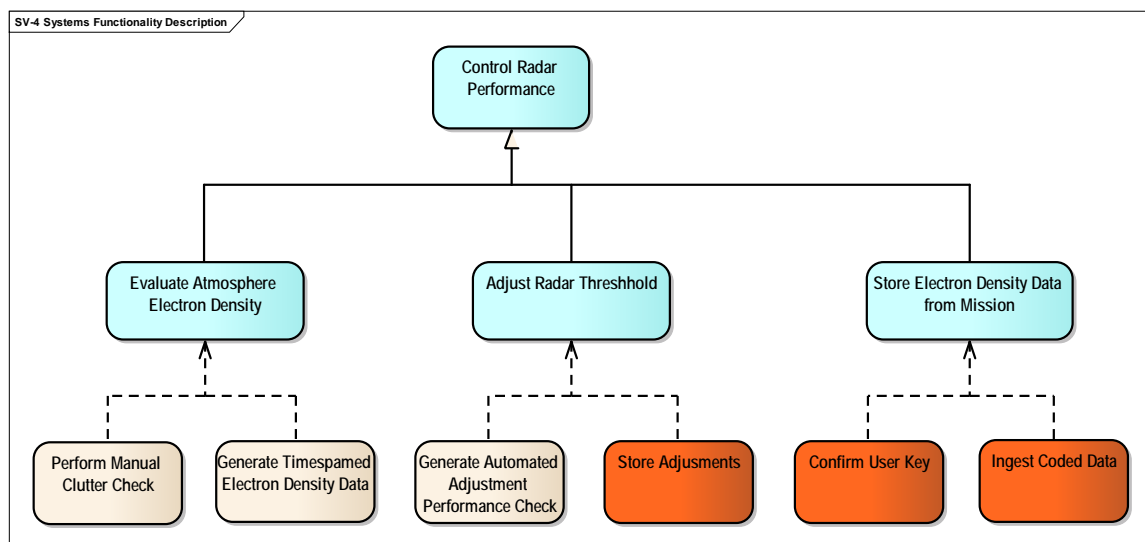 SV-4 Systems Functionality Description
Control Radar
Performance
Evaluate Atmosphere
Electron Density
Adjust Radar Threshhold
Store Electron Density Data
from Mission
Perform Manual
Clutter Check
Generate Timespamed
Electron Density Data
Generate Automated
Adjustment
Performance Check
Store Adjusments
Confirm User Key
Ingest Coded Data